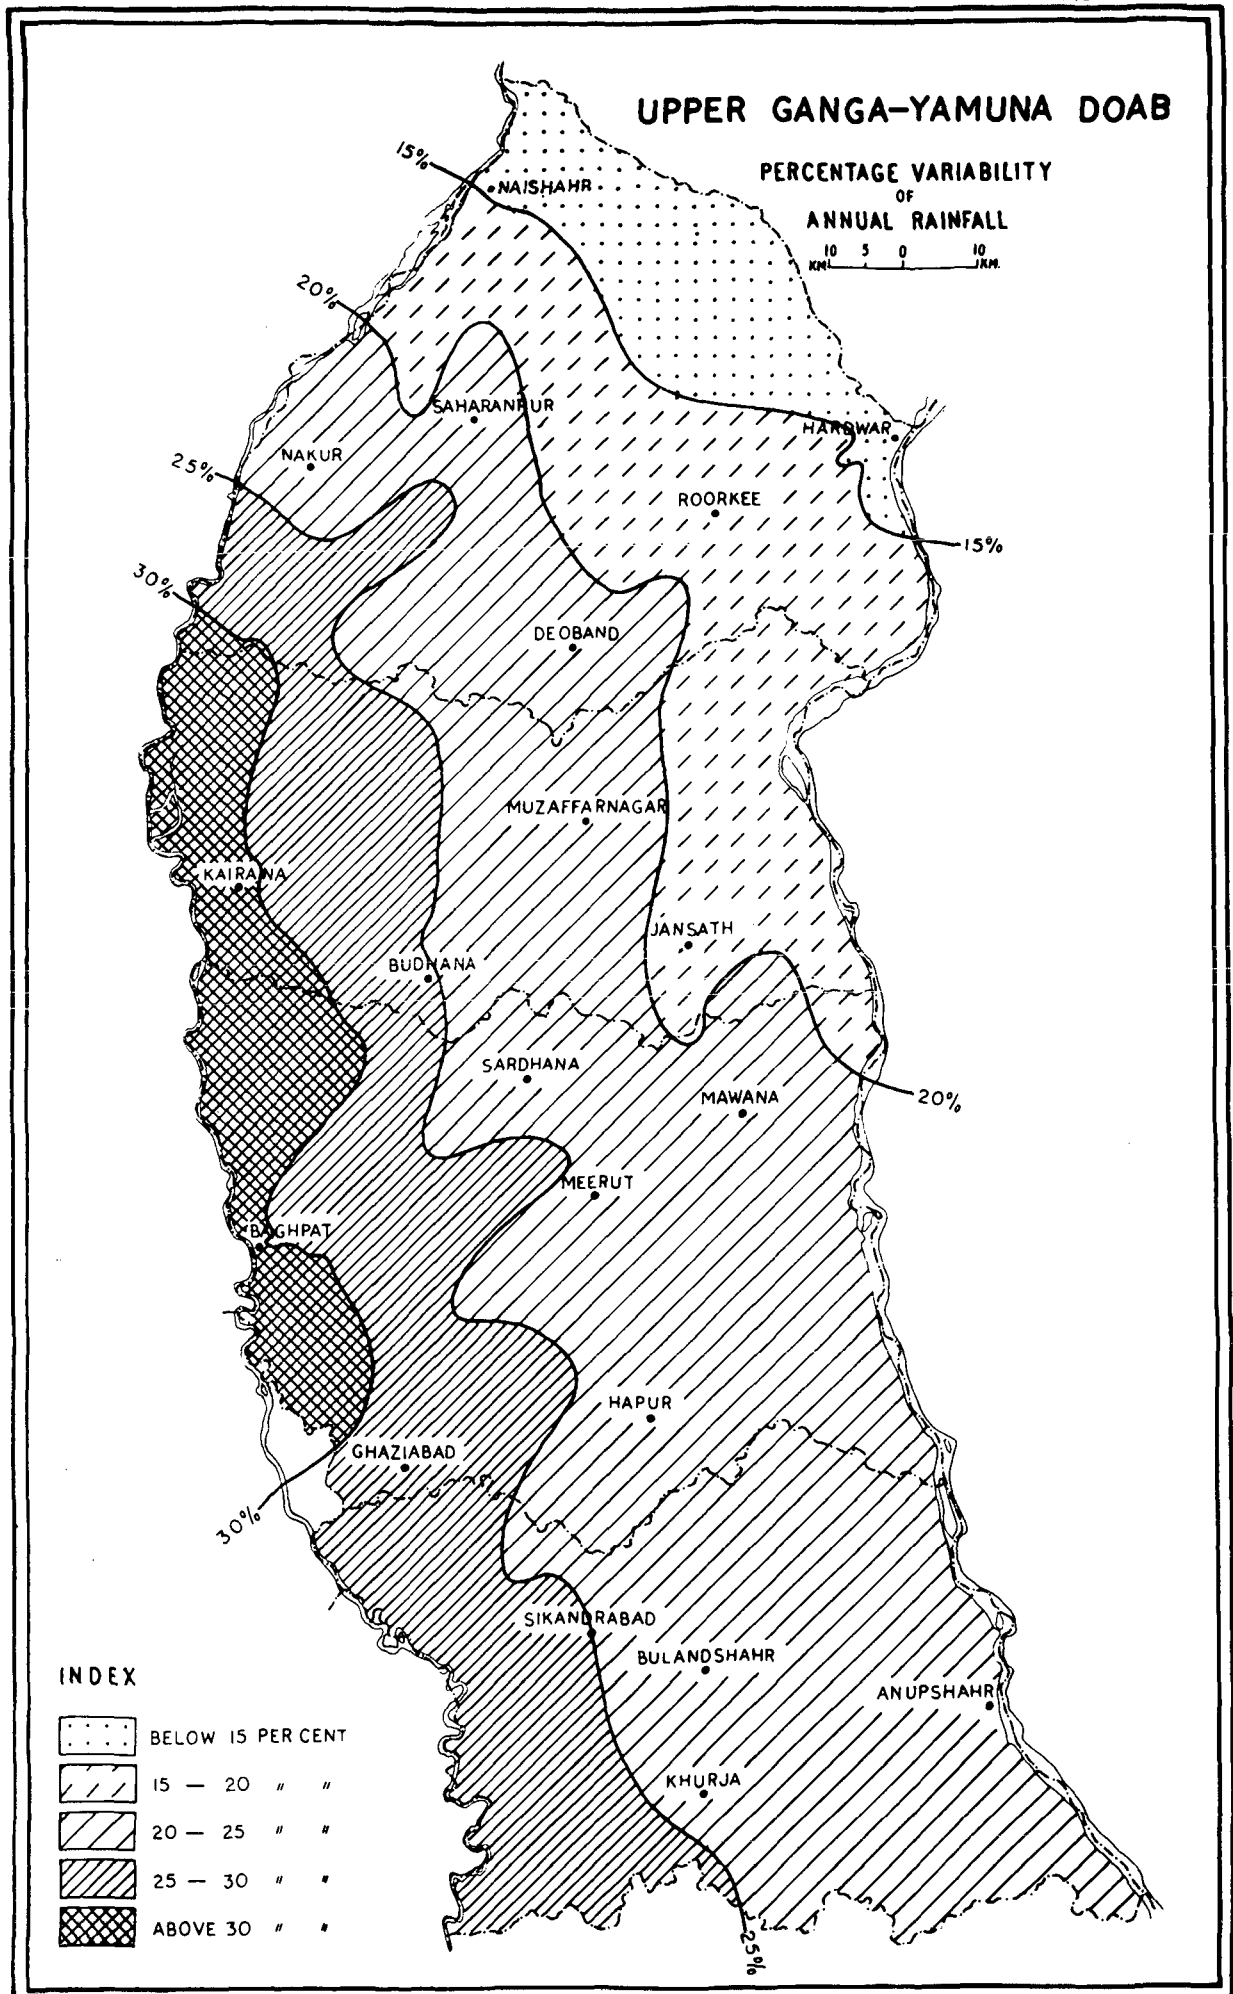 UPPER GANGA-YAMUNA DOAB
PERCENTAGE VARIABILITY
OF
ANNUAL RAINFALL
10 5 0 10
KM KM.
15%
NAISHAHR
20%
SAHARANPUR
HARDWAR
NAKUR
25%
ROORKEE
15%
30%
DEOBAND
MUZAFFARNAGAR
KAIRANA
JANSATH
BUDHANA
SARDHANA
MAWANA
20%
MEERUT
BAGHPAT
HAPUR
GHAZIABAD
30%
SIKANDRABAD
BULANDSHAHR
ANUPSHAHR
KHURJA
25%
INDEX
BELOW 15 PER CENT
15 — 20 " "
20 — 25 " "
25 — 30 " "
ABOVE 30 " "